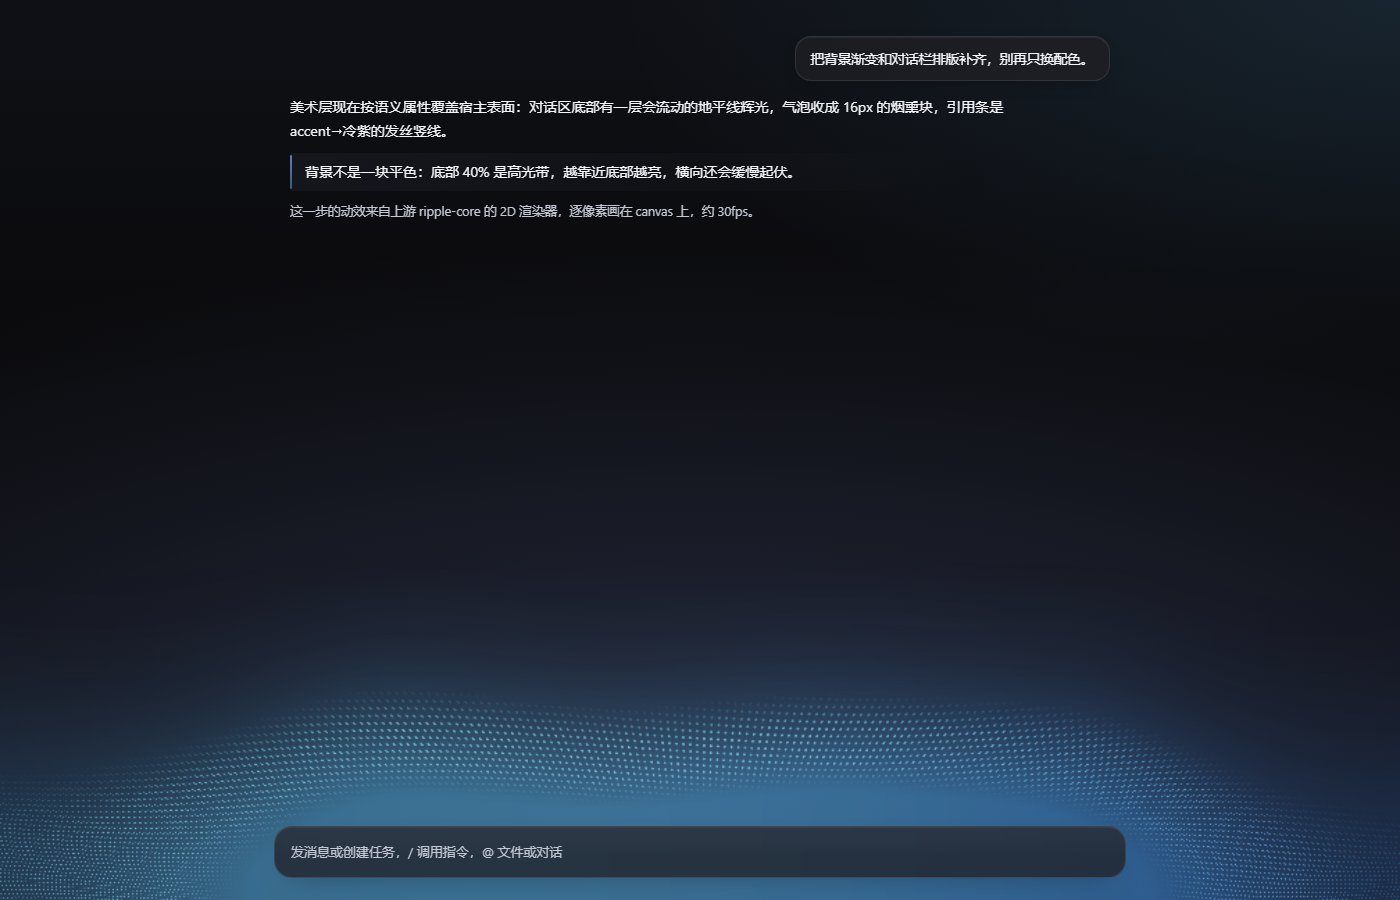 把背景渐变和对话栏排版补齐，别再只换配色。
美术层现在按语义属性覆盖宿主表面：对话区底部有一层会流动的地平线辉光，气泡收成 16px 的烟熏块，引用条是
accent→冷紫的发丝竖线。
背景不是一块平色：底部 40% 是高光带，越靠近底部越亮，横向还会缓慢起伏。
这一步的动效来自上游 ripple-core 的 2D 渲染器，逐像素画在 canvas 上，约 30fps。
发消息或创建任务，/ 调用指令，@ 文件或对话